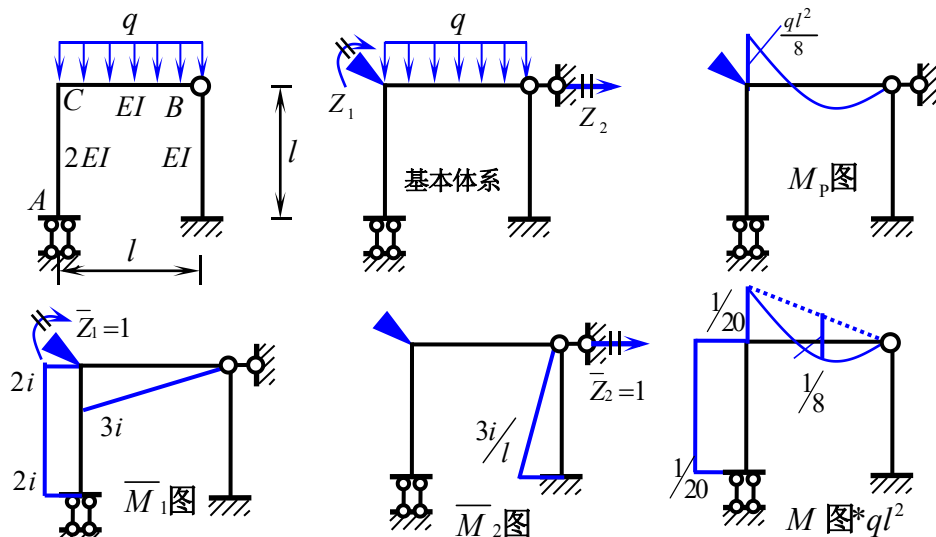 q
C EI B
2EI EI
l
A
l
q
Z₁ Z₂
基本体系
ql²/8
M_P图
Z̅₁=1
2i
3i
2i
M̅₁图
Z̅₂=1
3i/l
M̅₂图
1/20
1/8
1/20
M 图*ql²